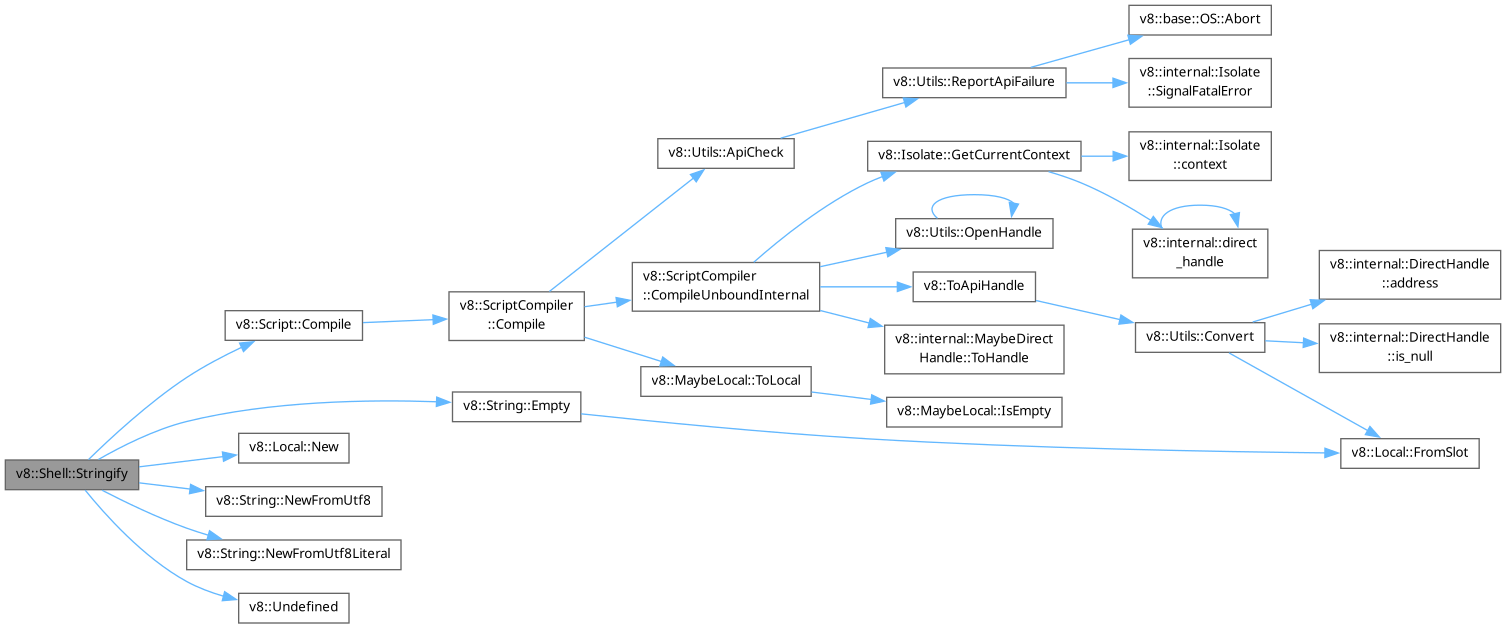 v8::base::OS::Abort
v8::Utils::ReportApiFailure
v8::internal::Isolate
::SignalFatalError
v8::Utils::ApiCheck
v8::Isolate::GetCurrentContext
v8::internal::Isolate
::context
v8::Utils::OpenHandle
v8::internal::direct
_handle
v8::ScriptCompiler
::CompileUnboundInternal
v8::ToApiHandle
v8::internal::DirectHandle
::address
v8::Script::Compile
v8::ScriptCompiler
::Compile
v8::internal::MaybeDirect
Handle::ToHandle
v8::Utils::Convert
v8::internal::DirectHandle
::is_null
v8::MaybeLocal::ToLocal
v8::String::Empty
v8::MaybeLocal::IsEmpty
v8::Local::New
v8::Local::FromSlot
v8::Shell::Stringify
v8::String::NewFromUtf8
v8::String::NewFromUtf8Literal
v8::Undefined